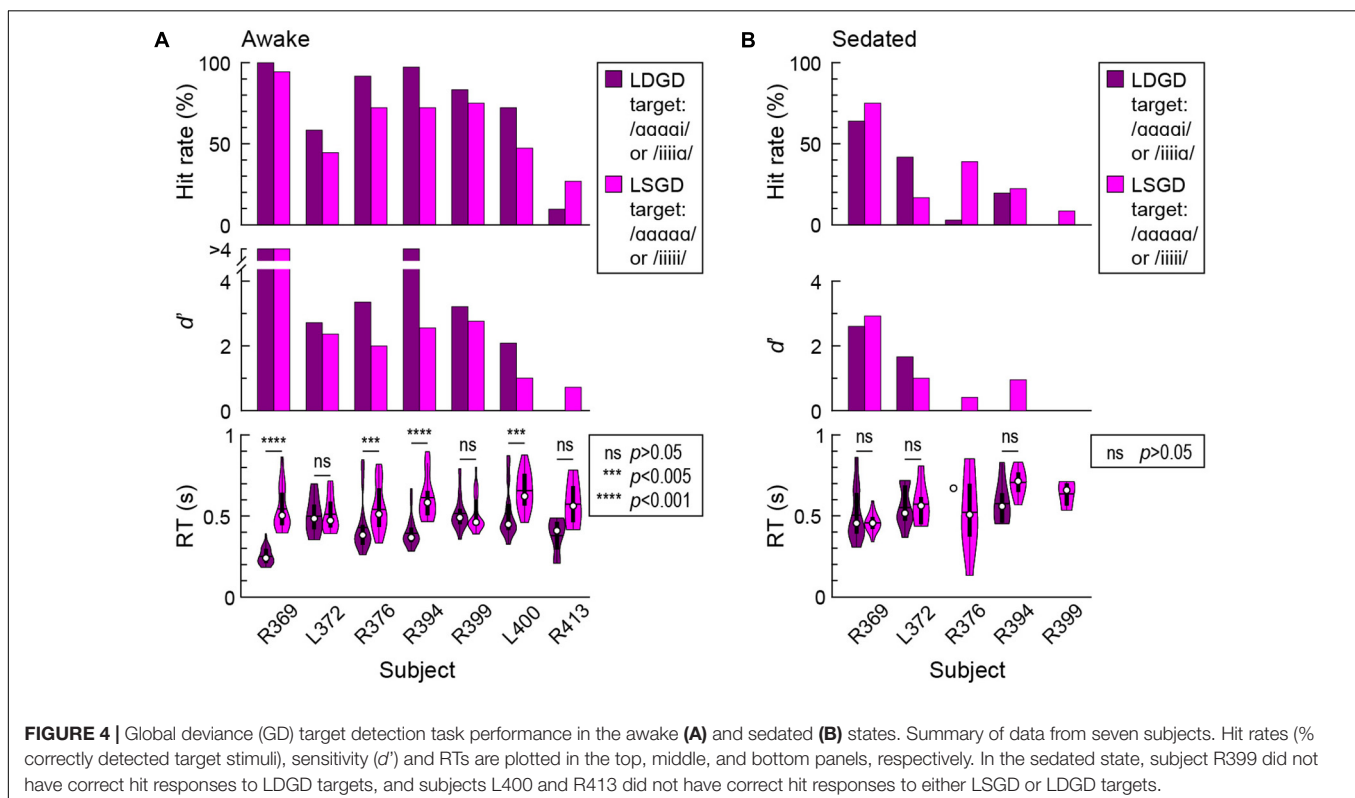 A Awake
Hit rate (%)
100
50
0
LDGD
target:
/ɑɑɑɑi/
or /iiiiɑ/
LSGD
target:
/ɑɑɑɑɑ/
or /iiiii/
d'
>4
4
2
0
RT (s)
1
0.5
0
**** ns *** **** ns *** ns
ns p>0.05
*** p<0.005
**** p<0.001
R369 L372 R376 R394 R399 L400 R413
Subject
B Sedated
Hit rate (%)
100
50
0
LDGD
target:
/ɑɑɑɑi/
or /iiiiɑ/
LSGD
target:
/ɑɑɑɑɑ/
or /iiiii/
d'
4
2
0
RT (s)
1
0.5
0
ns ns ns
ns p>0.05
R369 L372 R376 R394 R399
Subject
FIGURE 4 | Global deviance (GD) target detection task performance in the awake (A) and sedated (B) states. Summary of data from seven subjects. Hit rates (%
correctly detected target stimuli), sensitivity (d') and RTs are plotted in the top, middle, and bottom panels, respectively. In the sedated state, subject R399 did not
have correct hit responses to LDGD targets, and subjects L400 and R413 did not have correct hit responses to either LSGD or LDGD targets.